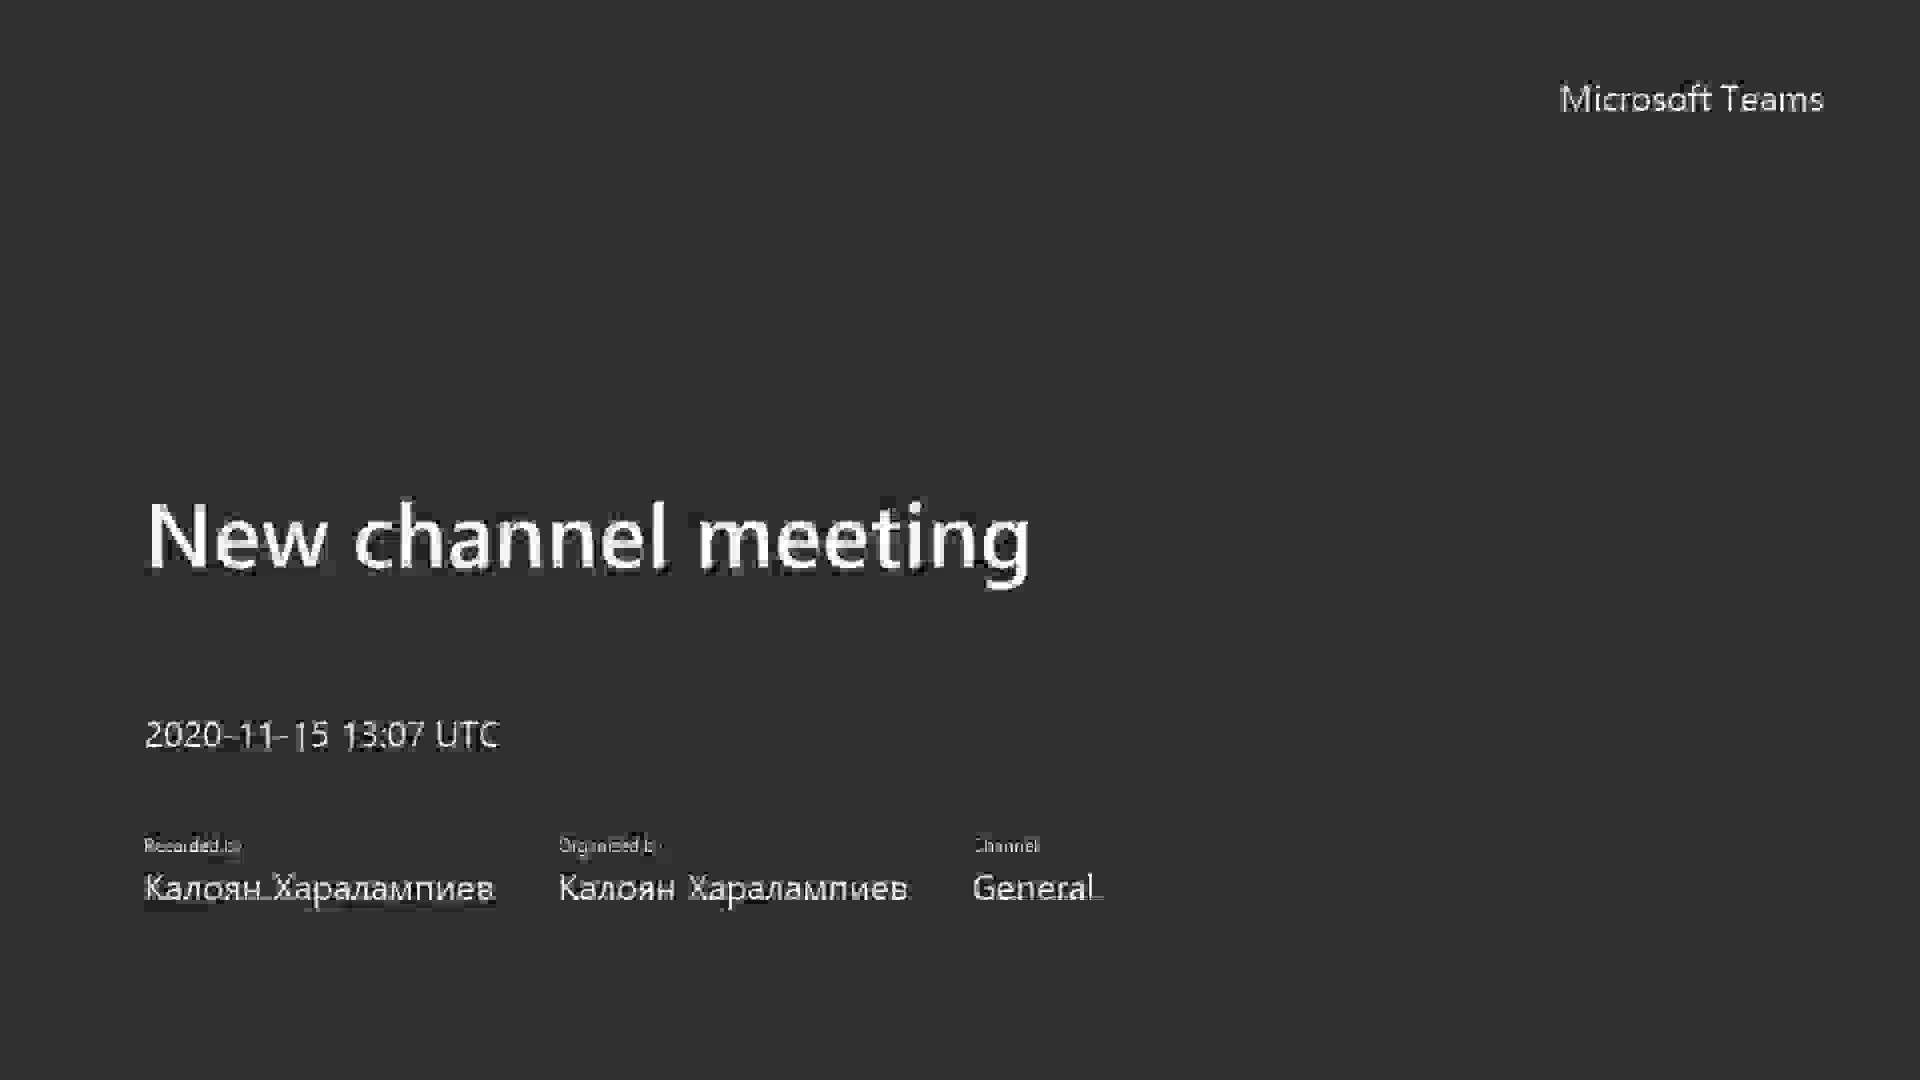 Microsoft Teams
New channel meeting
2020-11-15 13:07 UTC
Recorded by
Organized by
Channel
Калоян Харалампиев
Калоян Харалампиев
General